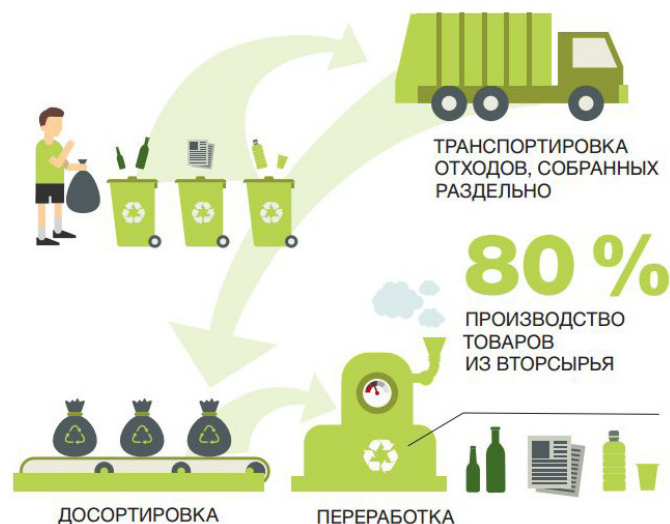 ТРАНСПОРТИРОВКА
ОТХОДОВ, СОБРАННЫХ
РАЗДЕЛЬНО
80 %
ПРОИЗВОДСТВО
ТОВАРОВ
ИЗ ВТОРСЫРЬЯ
ДОСОРТИРОВКА
ПЕРЕРАБОТКА